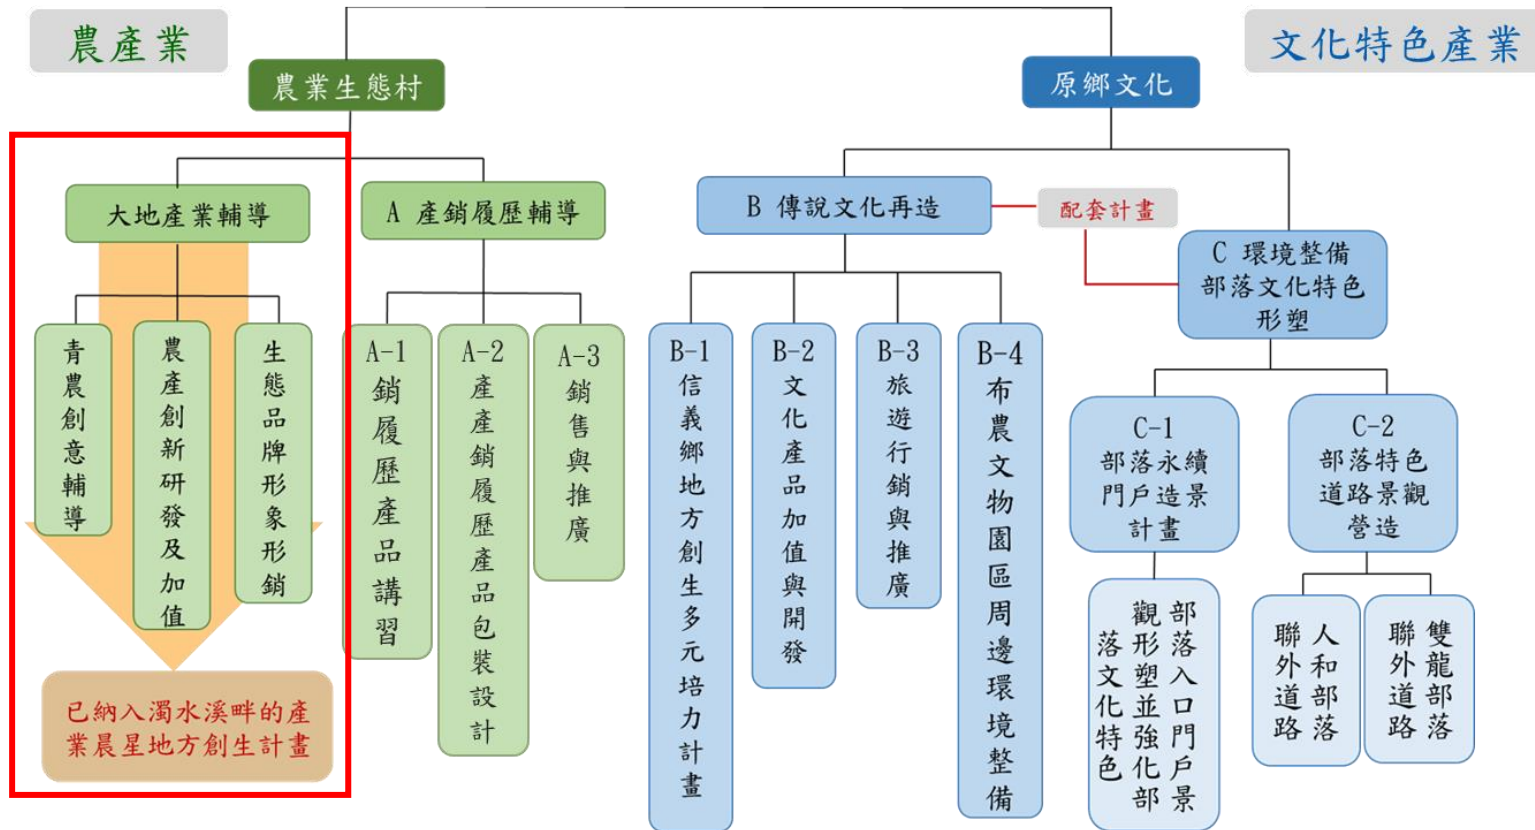 農產業
文化特色產業
農業生態村
原鄉文化
大地產業輔導
A 產銷履歷輔導
B 傳說文化再造
配套計畫
C 環境整備
部落文化特色
形塑
青農創意輔導
農產創新研發及加值
生態品牌形象形銷
A-1
銷履歷產品講習
A-2
產產銷履歷產品包裝設計
A-3
銷售與推廣
B-1
信義鄉地方創生多元培力計畫
B-2
文化產品加值與開發
B-3
旅遊行銷與推廣
B-4
布農文物園區周邊環境整備
C-1
部落永續
門戶造景
計畫
C-2
部落特色
道路景觀
營造
部落入口門戶景
觀形塑並強化部
落文化特色
人和部落
聯外道路
雙龍部落
聯外道路
已納入濁水溪畔的產
業晨星地方創生計畫